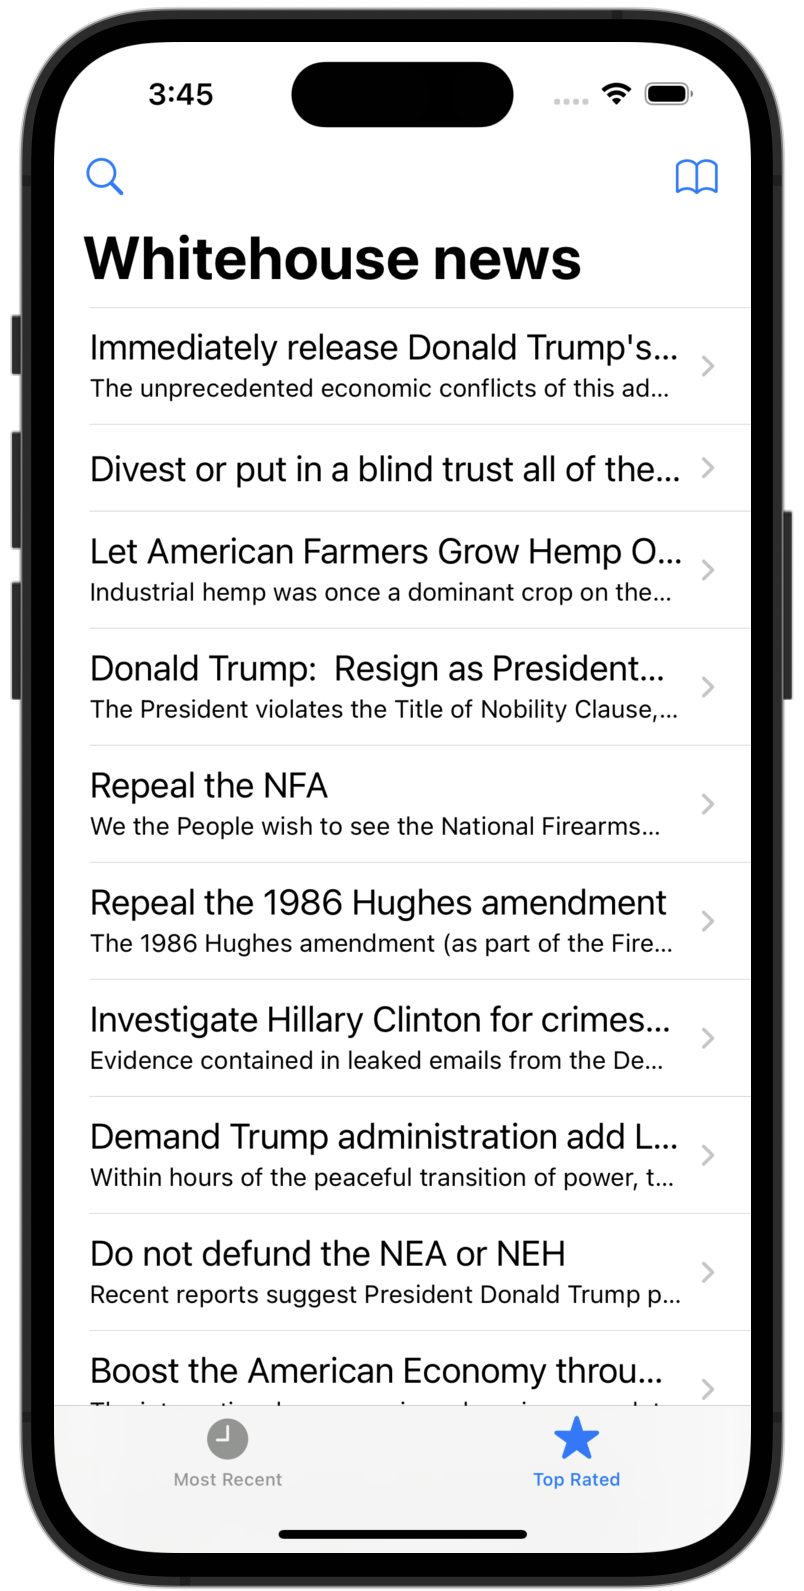 3:45
Whitehouse news
Immediately release Donald Trump's...
The unprecedented economic conflicts of this ad...
Divest or put in a blind trust all of the...
Let American Farmers Grow Hemp O...
Industrial hemp was once a dominant crop on the...
Donald Trump:  Resign as President...
The President violates the Title of Nobility Clause,...
Repeal the NFA
We the People wish to see the National Firearms...
Repeal the 1986 Hughes amendment
The 1986 Hughes amendment (as part of the Fire...
Investigate Hillary Clinton for crimes...
Evidence contained in leaked emails from the De...
Demand Trump administration add L...
Within hours of the peaceful transition of power, t...
Do not defund the NEA or NEH
Recent reports suggest President Donald Trump p...
Boost the American Economy throu...
Most Recent
Top Rated